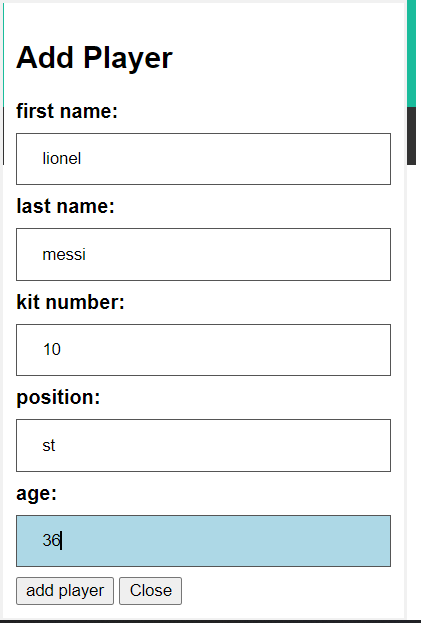 Add Player
first name:
lionel
last name:
messi
kit number:
10
position:
st
age:
36
add player Close